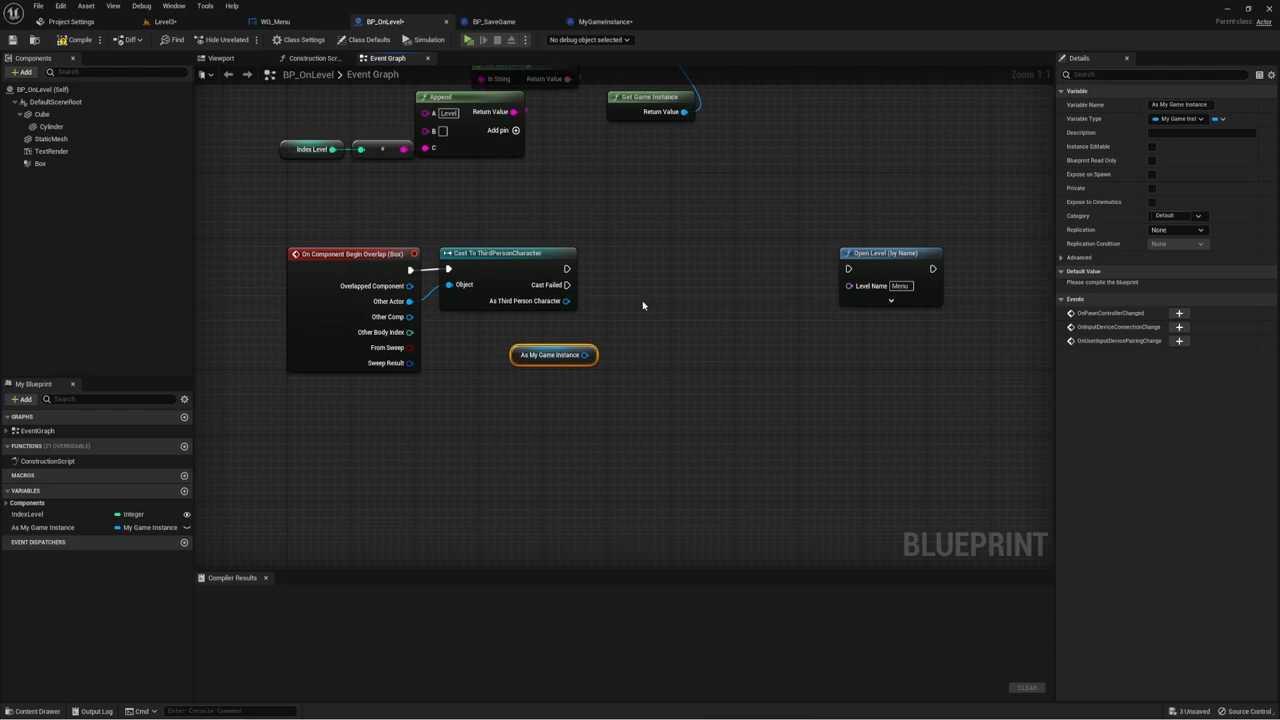 File Edit Asset View Debug Window Tools Help
Project Settings Level3• WG_Menu BP_OnLevel• BP_SaveGame MyGameInstance•
Parent class: Actor
Compile Diff Find Hide Unrelated Class Settings Class Defaults Simulation No debug object selected
Components
Add Search
BP_OnLevel (Self)
DefaultSceneRoot
Cube
Cylinder
StaticMesh
TextRender
Box
Viewport Construction Scr... Event Graph
BP_OnLevel > Event Graph
Zoom 1:1
In String Return Value
Append
A Level Return Value
B Add pin
C
Index Level
Get Game Instance
Return Value
On Component Begin Overlap (Box)
Overlapped Component
Other Actor
Other Comp
Other Body Index
From Sweep
Sweep Result
Cast To ThirdPersonCharacter
Object Cast Failed
As Third Person Character
As My Game Instance
Open Level (by Name)
Level Name Menu
BLUEPRINT
My Blueprint
Add Search
GRAPHS
EventGraph
FUNCTIONS (21 OVERRIDABLE)
ConstructionScript
MACROS
VARIABLES
Components
IndexLevel Integer
As My Game Instance My Game Instance
EVENT DISPATCHERS
Compiler Results
CLEAR
Details
Search
Variable
Variable Name As My Game Instance
Variable Type My Game Inst
Description
Instance Editable
Blueprint Read Only
Expose on Spawn
Private
Expose to Cinematics
Category Default
Replication None
Replication Condition None
Advanced
Default Value
Please compile the blueprint
Events
OnPawnControllerChanged
OnInputDeviceConnectionChange
OnUserInputDevicePairingChange
Content Drawer Output Log Cmd Enter Console Command
3 Unsaved Source Control